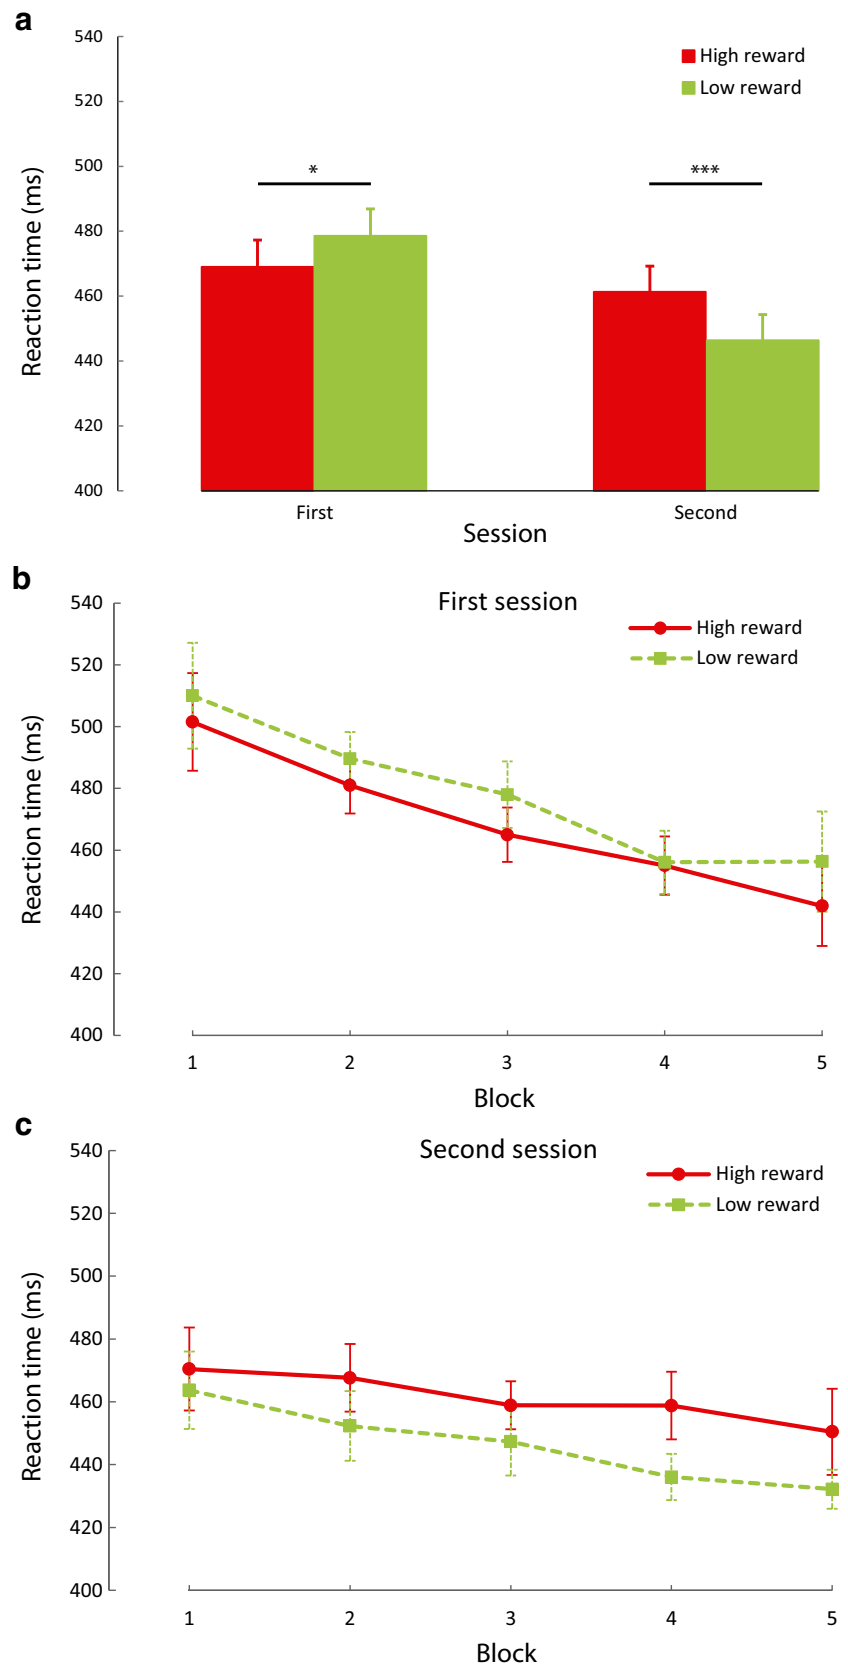 a
540
520
500
480
460
440
420
400
Reaction time (ms)
High reward
Low reward
*
***
First
Second
Session
b
First session
540
520
500
480
460
440
420
400
Reaction time (ms)
High reward
Low reward
1 2 3 4 5
Block
c
Second session
540
520
500
480
460
440
420
400
Reaction time (ms)
High reward
Low reward
1 2 3 4 5
Block